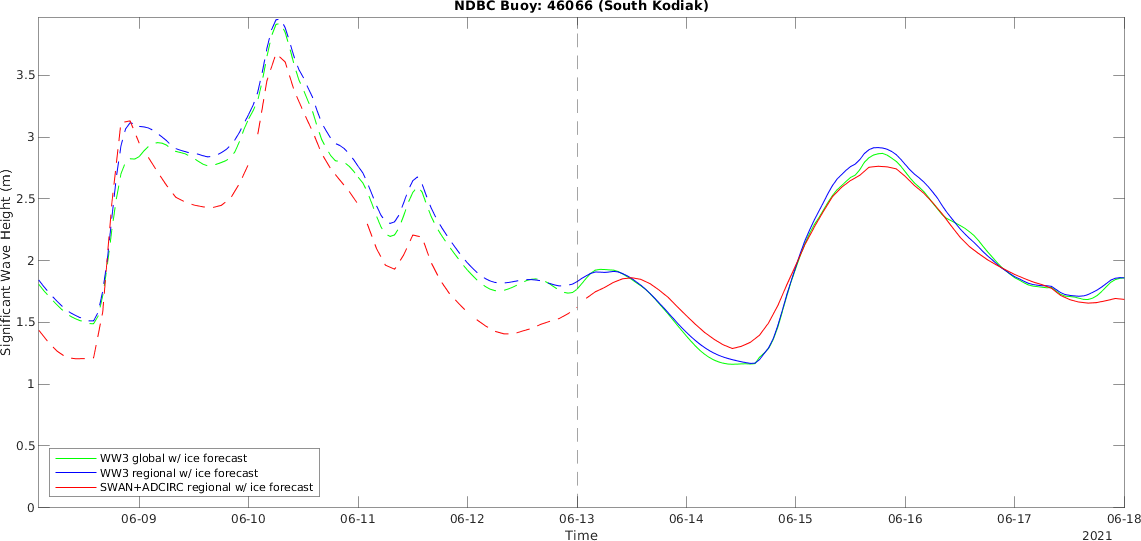 NDBC Buoy: 46066 (South Kodiak)
3.5
3
2.5
2
1.5
1
0.5
0
Significant Wave Height (m)
WW3 global w/ ice forecast
WW3 regional w/ ice forecast
SWAN+ADCIRC regional w/ ice forecast
06-09 06-10 06-11 06-12 06-13 06-14 06-15 06-16 06-17 06-18
Time
2021